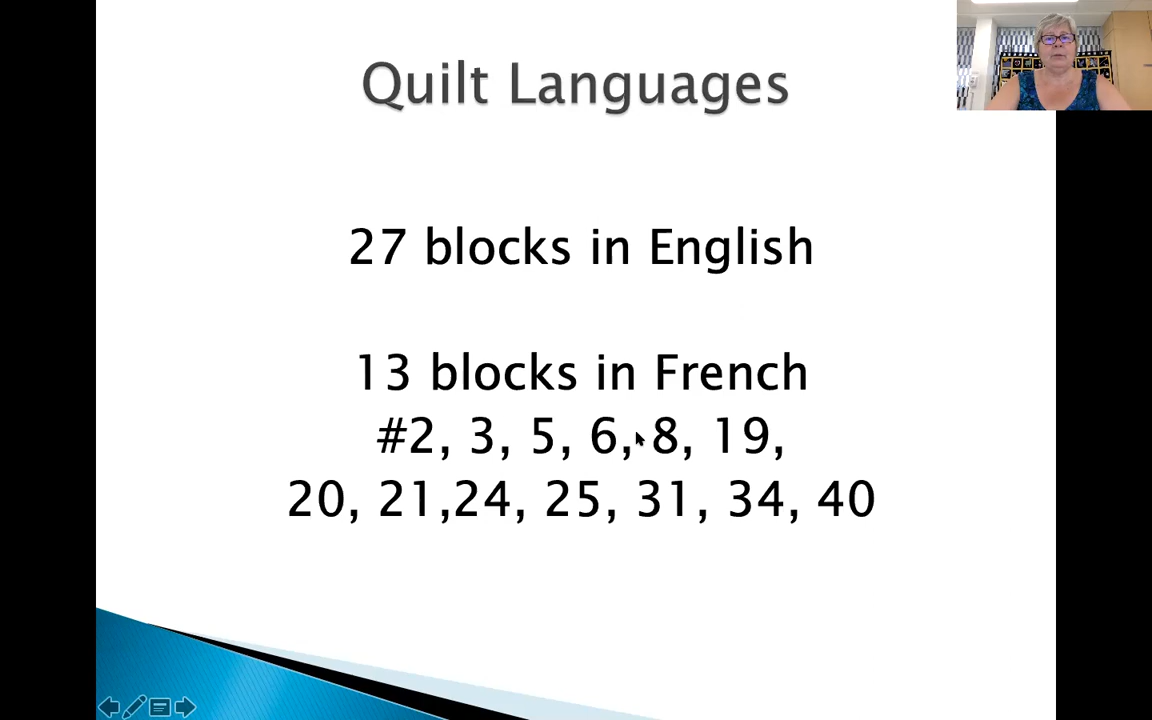 Quilt Languages
27 blocks in English
13 blocks in French
#2, 3, 5, 6, 8, 19,
20, 21,24, 25, 31, 34, 40